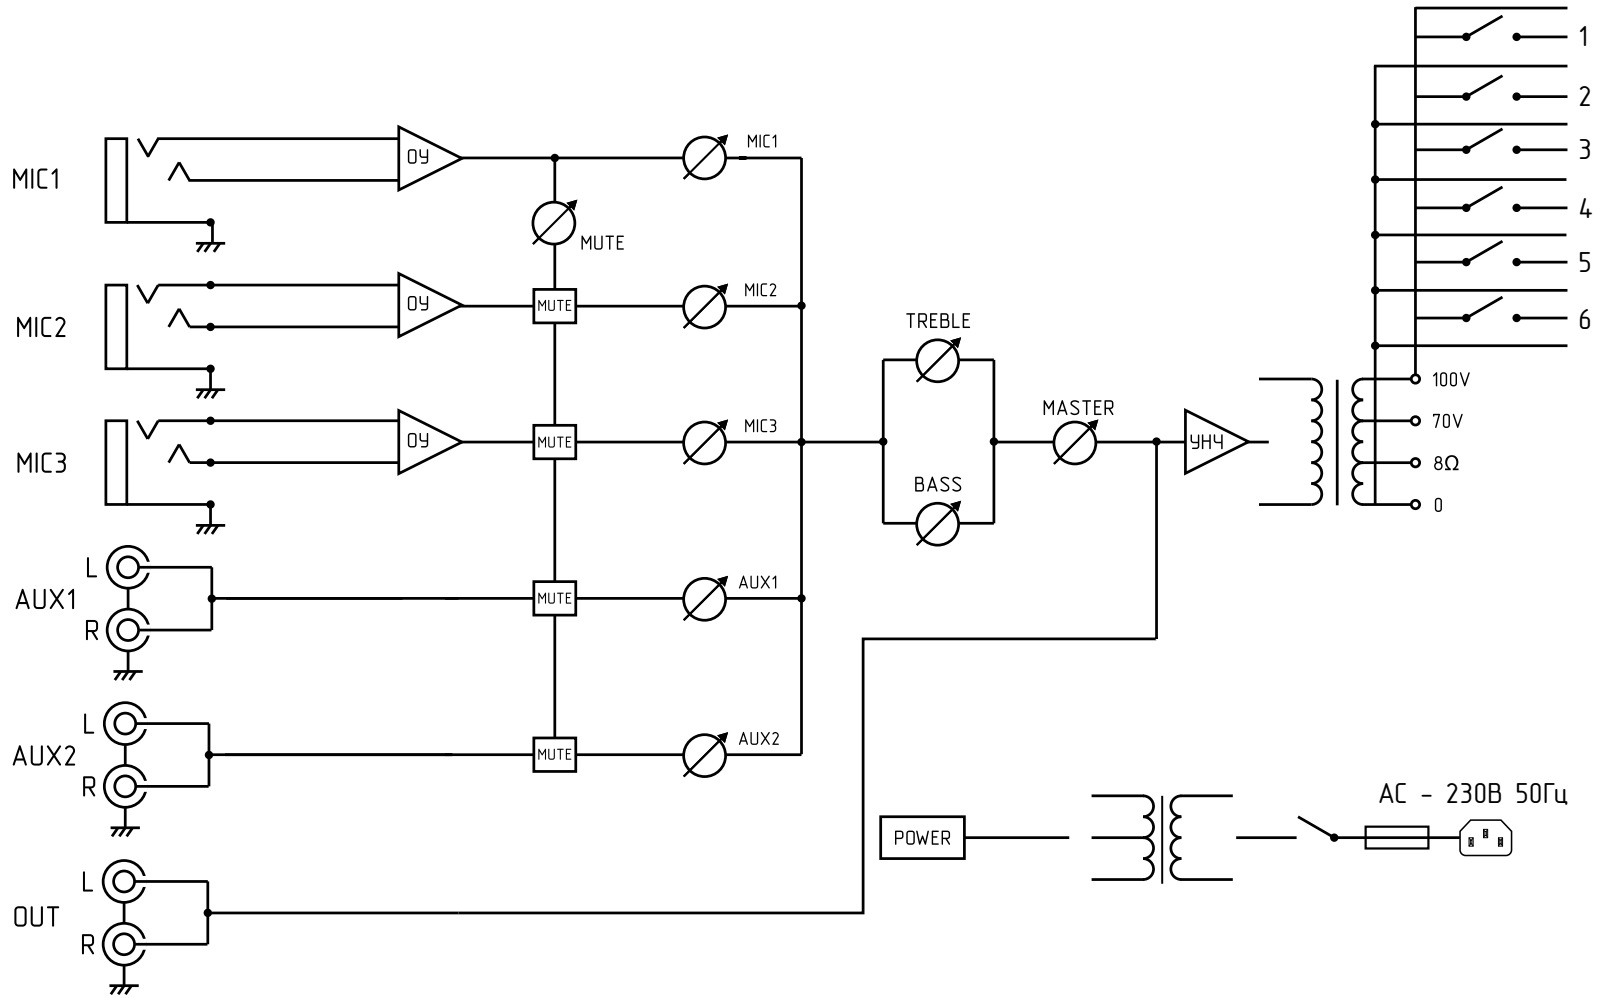 1
2
3
4
5
6
MIC1
ОУ
MIC1
MUTE
MIC2
ОУ
MUTE
MIC2
TREBLE
100V
MASTER
70V
MIC3
ОУ
MUTE
MIC3
УНЧ
8Ω
BASS
0
L
AUX1
R
MUTE
AUX1
L
AUX2
R
MUTE
AUX2
POWER
АС - 230В 50Гц
L
OUT
R